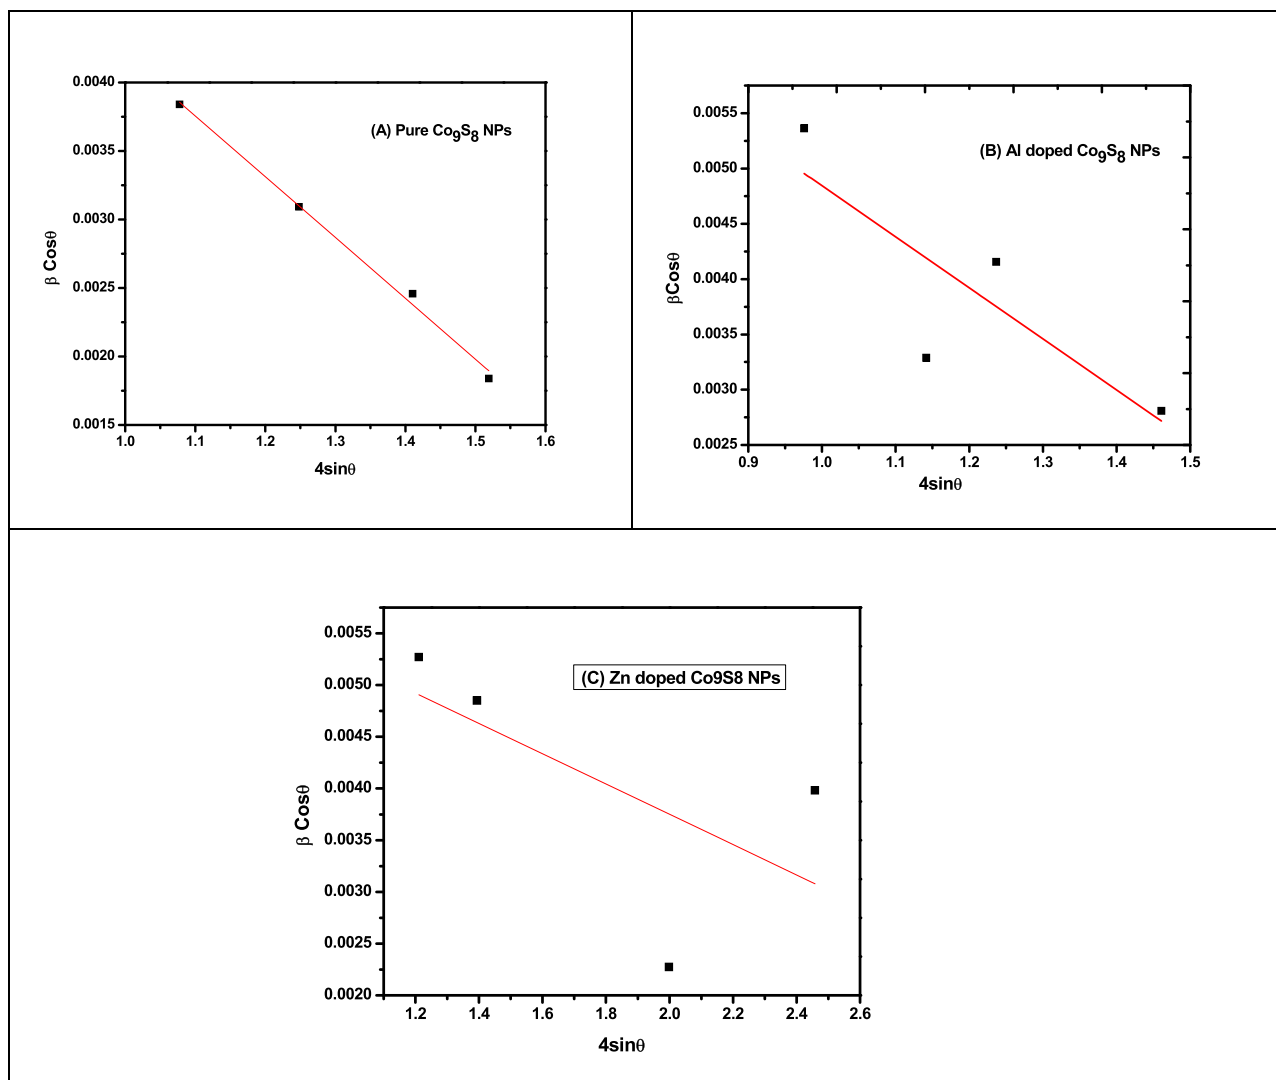 0.0040
0.0035
0.0030
0.0025
0.0020
0.0015
β Cosθ
(A) Pure Co₉S₈ NPs
1.0 1.1 1.2 1.3 1.4 1.5 1.6
4sinθ
0.0055
0.0050
0.0045
0.0040
0.0035
0.0030
0.0025
βCosθ
(B) Al doped Co₉S₈ NPs
0.9 1.0 1.1 1.2 1.3 1.4 1.5
4sinθ
0.0055
0.0050
0.0045
0.0040
0.0035
0.0030
0.0025
0.0020
β Cosθ
(C) Zn doped Co9S8 NPs
1.2 1.4 1.6 1.8 2.0 2.2 2.4 2.6
4sinθ